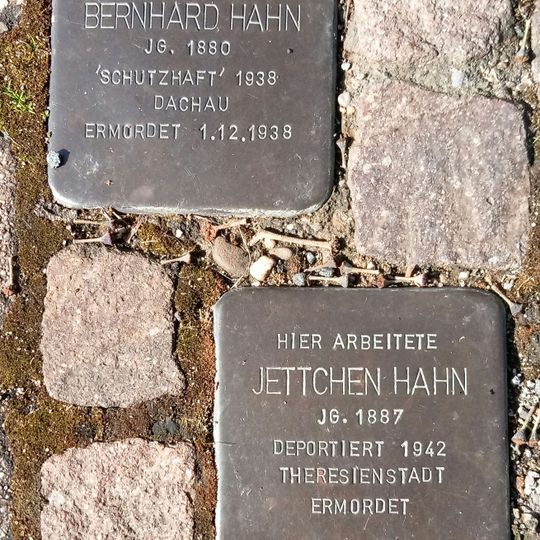 BERNHARD HAHN
JG. 1880
'SCHUTZHAFT' 1938
DACHAU
ERMORDET 1.12.1938
HIER ARBEITETE
JETTCHEN HAHN
JG. 1887
DEPORTIERT 1942
THERESIENSTADT
ERMORDET